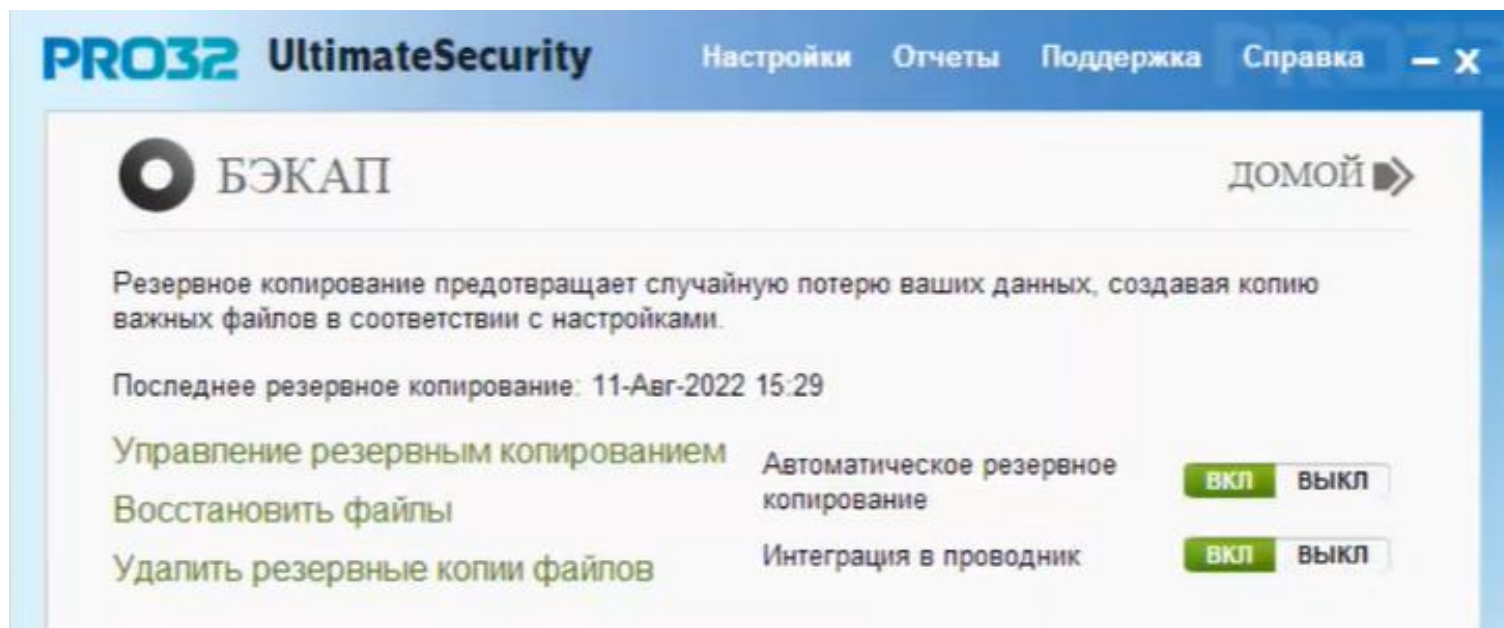 PRO32 UltimateSecurity Настройки Отчеты Поддержка Справка
БЭКАП ДОМОЙ
Резервное копирование предотвращает случайную потерю ваших данных, создавая копию
важных файлов в соответствии с настройками.
Последнее резервное копирование: 11-Авг-2022 15:29
Управление резервным копированием
Восстановить файлы
Удалить резервные копии файлов
Автоматическое резервное
копирование
ВКЛ ВЫКЛ
Интеграция в проводник
ВКЛ ВЫКЛ
PRO32